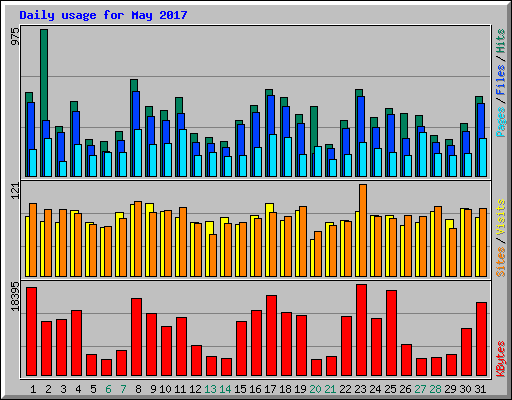 Daily usage for May 2017
975
Pages / Files / Hits
121
Sites / Visits
18395
KBytes
1 2 3 4 5 6 7 8 9 10 11 12 13 14 15 16 17 18 19 20 21 22 23 24 25 26 27 28 29 30 31